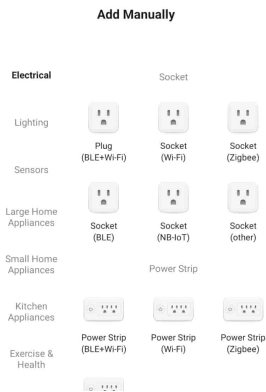 Add Manually
Electrical
Lighting
Sensors
Large Home
Appliances
Small Home
Appliances
Kitchen
Appliances
Exercise &
Health
Socket
Plug
(BLE+Wi-Fi)
Socket
(Wi-Fi)
Socket
(Zigbee)
Socket
(BLE)
Socket
(NB-IoT)
Socket
(other)
Power Strip
Power Strip
(BLE+Wi-Fi)
Power Strip
(Wi-Fi)
Power Strip
(Zigbee)